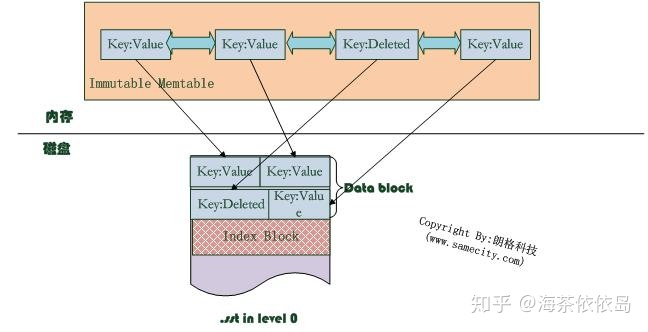 Key:Value
Key:Value
Key:Deleted
Key:Value
Immutable Memtable
内存
磁盘
Key:Value
Key:Value
Key:Deleted
Key:Valu
e
Data block
Index Block
Copyright By:朗格科技
(www.samecity.com)
.sst in level 0
知乎 @海茶依依岛